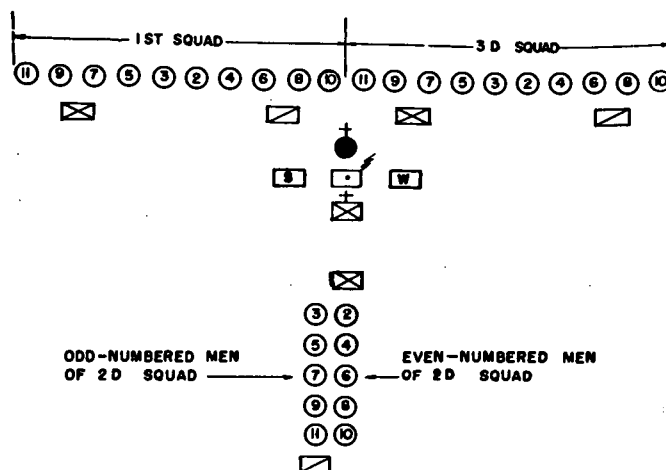 1ST SQUAD 3D SQUAD
11 9 7 5 3 2 4 6 8 10 11 9 7 5 3 2 4 6 8 10
S W
3 2
5 4
ODD-NUMBERED MEN EVEN-NUMBERED MEN
OF 2D SQUAD 7 6 OF 2D SQUAD
9 8
11 10